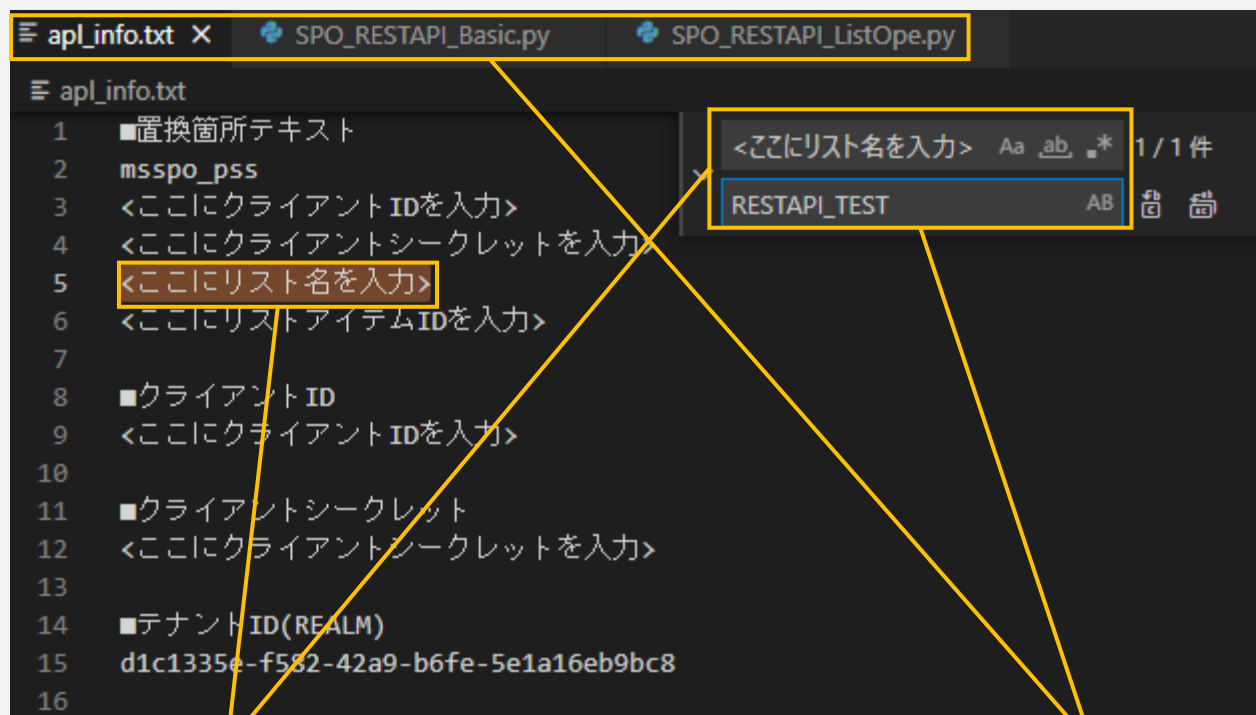 apl_info.txt SPO_RESTAPI_Basic.py SPO_RESTAPI_ListOpe.py
apl_info.txt
<ここにリスト名を入力> Aa ab 1 / 1 件
RESTAPI_TEST AB
1 ■置換箇所テキスト
2 msspo_pss
3 <ここにクライアントIDを入力>
4 <ここにクライアントシークレットを入力>
5 <ここにリスト名を入力>
6 <ここにリストアイテムIDを入力>
7
8 ■クライアントID
9 <ここにクライアントIDを入力>
10
11 ■クライアントシークレット
12 <ここにクライアントシークレットを入力>
13
14 ■テナントID(REALM)
15 d1c1335e-f582-42a9-b6fe-5e1a16eb9bc8
16